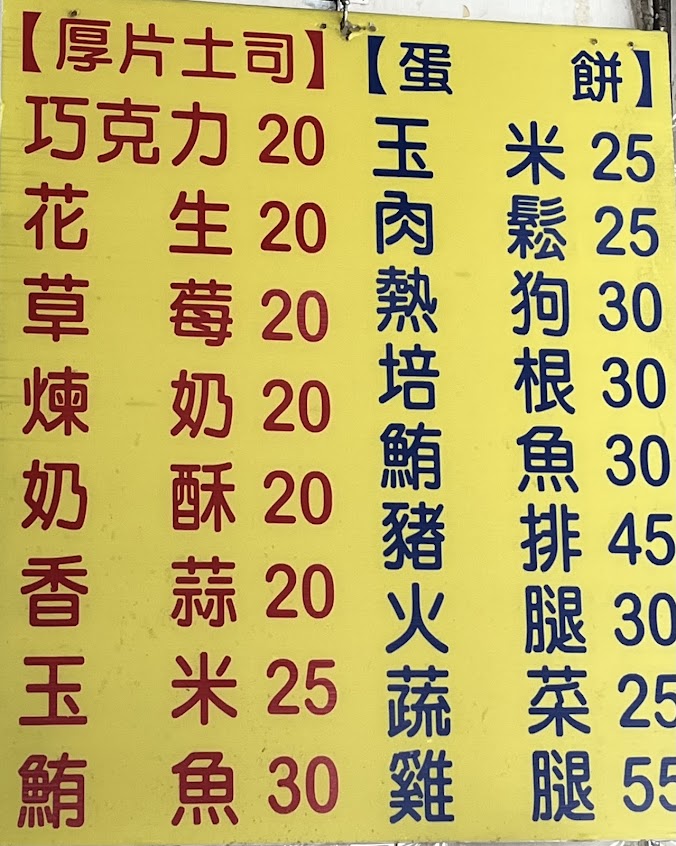 【厚片土司】
巧克力 20
花生 20
草莓 20
煉奶 20
奶酥 20
香蒜 20
玉米 25
鮪魚 30
【蛋餅】
玉米 25
肉鬆 25
熱狗 30
培根 30
鮪魚 30
豬排 45
火腿 30
蔬菜 25
雞腿 55